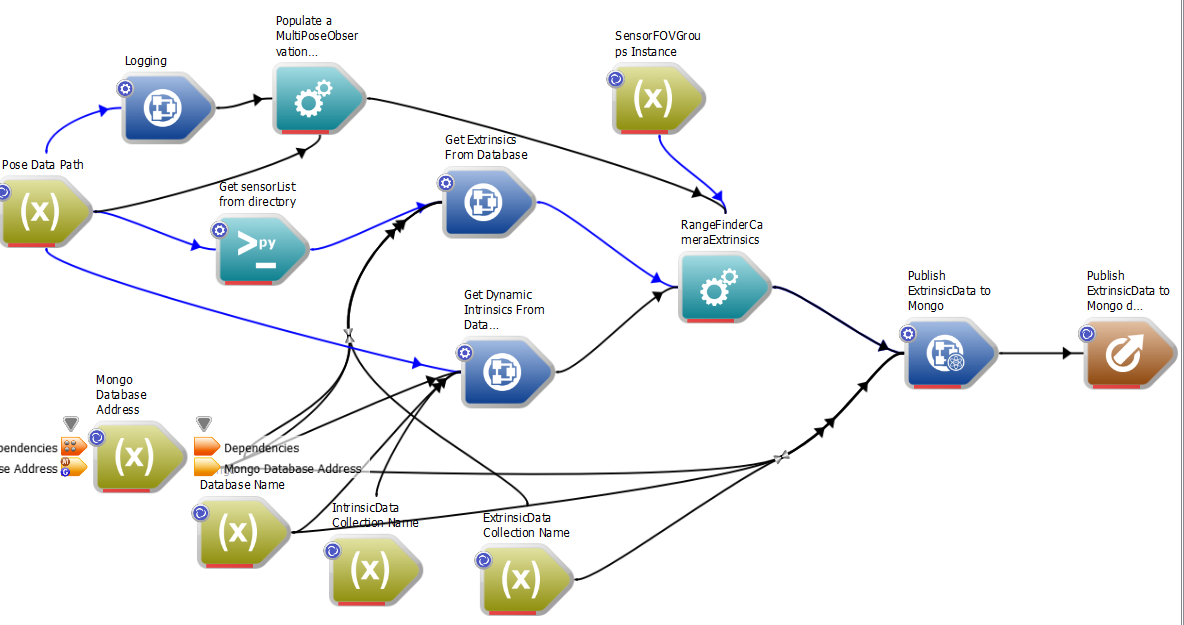 Populate a
MultiPoseObser
vation...
SensorFOVGrou
ps Instance
Logging
(x)
Get Extrinsics
From Database
Pose Data Path
(x)
Get sensorList
from directory
>_ py
RangeFinderCa
meraExtrinsics
Get Dynamic
Intrinsics From
Data...
Publish
ExtrinsicData to
Mongo
Publish
ExtrinsicData to
Mongo d...
Mongo
Database
Address
(x)
ependencies
se Address
Dependencies
Mongo Database Address
Database Name
(x)
IntrinsicData
Collection Name
(x)
ExtrinsicData
Collection Name
(x)